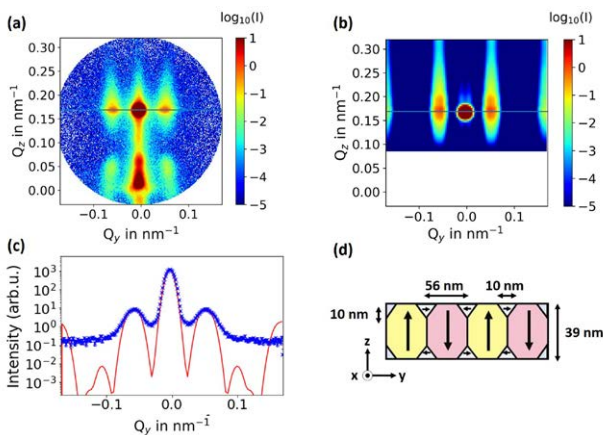 (a)
log₁₀(I)
0.30
0.25
0.20
0.15
0.10
0.05
0.00
Q_z in nm⁻¹
−0.1 0.0 0.1
Q_y in nm⁻¹
1
0
−1
−2
−3
−4
−5
(b)
log₁₀(I)
0.30
0.25
0.20
0.15
0.10
0.05
0.00
Q_z in nm⁻¹
−0.1 0.0 0.1
Q_y in nm⁻¹
1
0
−1
−2
−3
−4
−5
(c)
Intensity (arb.u.)
10³
10²
10¹
10⁰
10⁻¹
10⁻²
10⁻³
−0.1 0.0 0.1
Q_y in nm⁻¹
(d)
56 nm 10 nm
10 nm
39 nm
z
x y